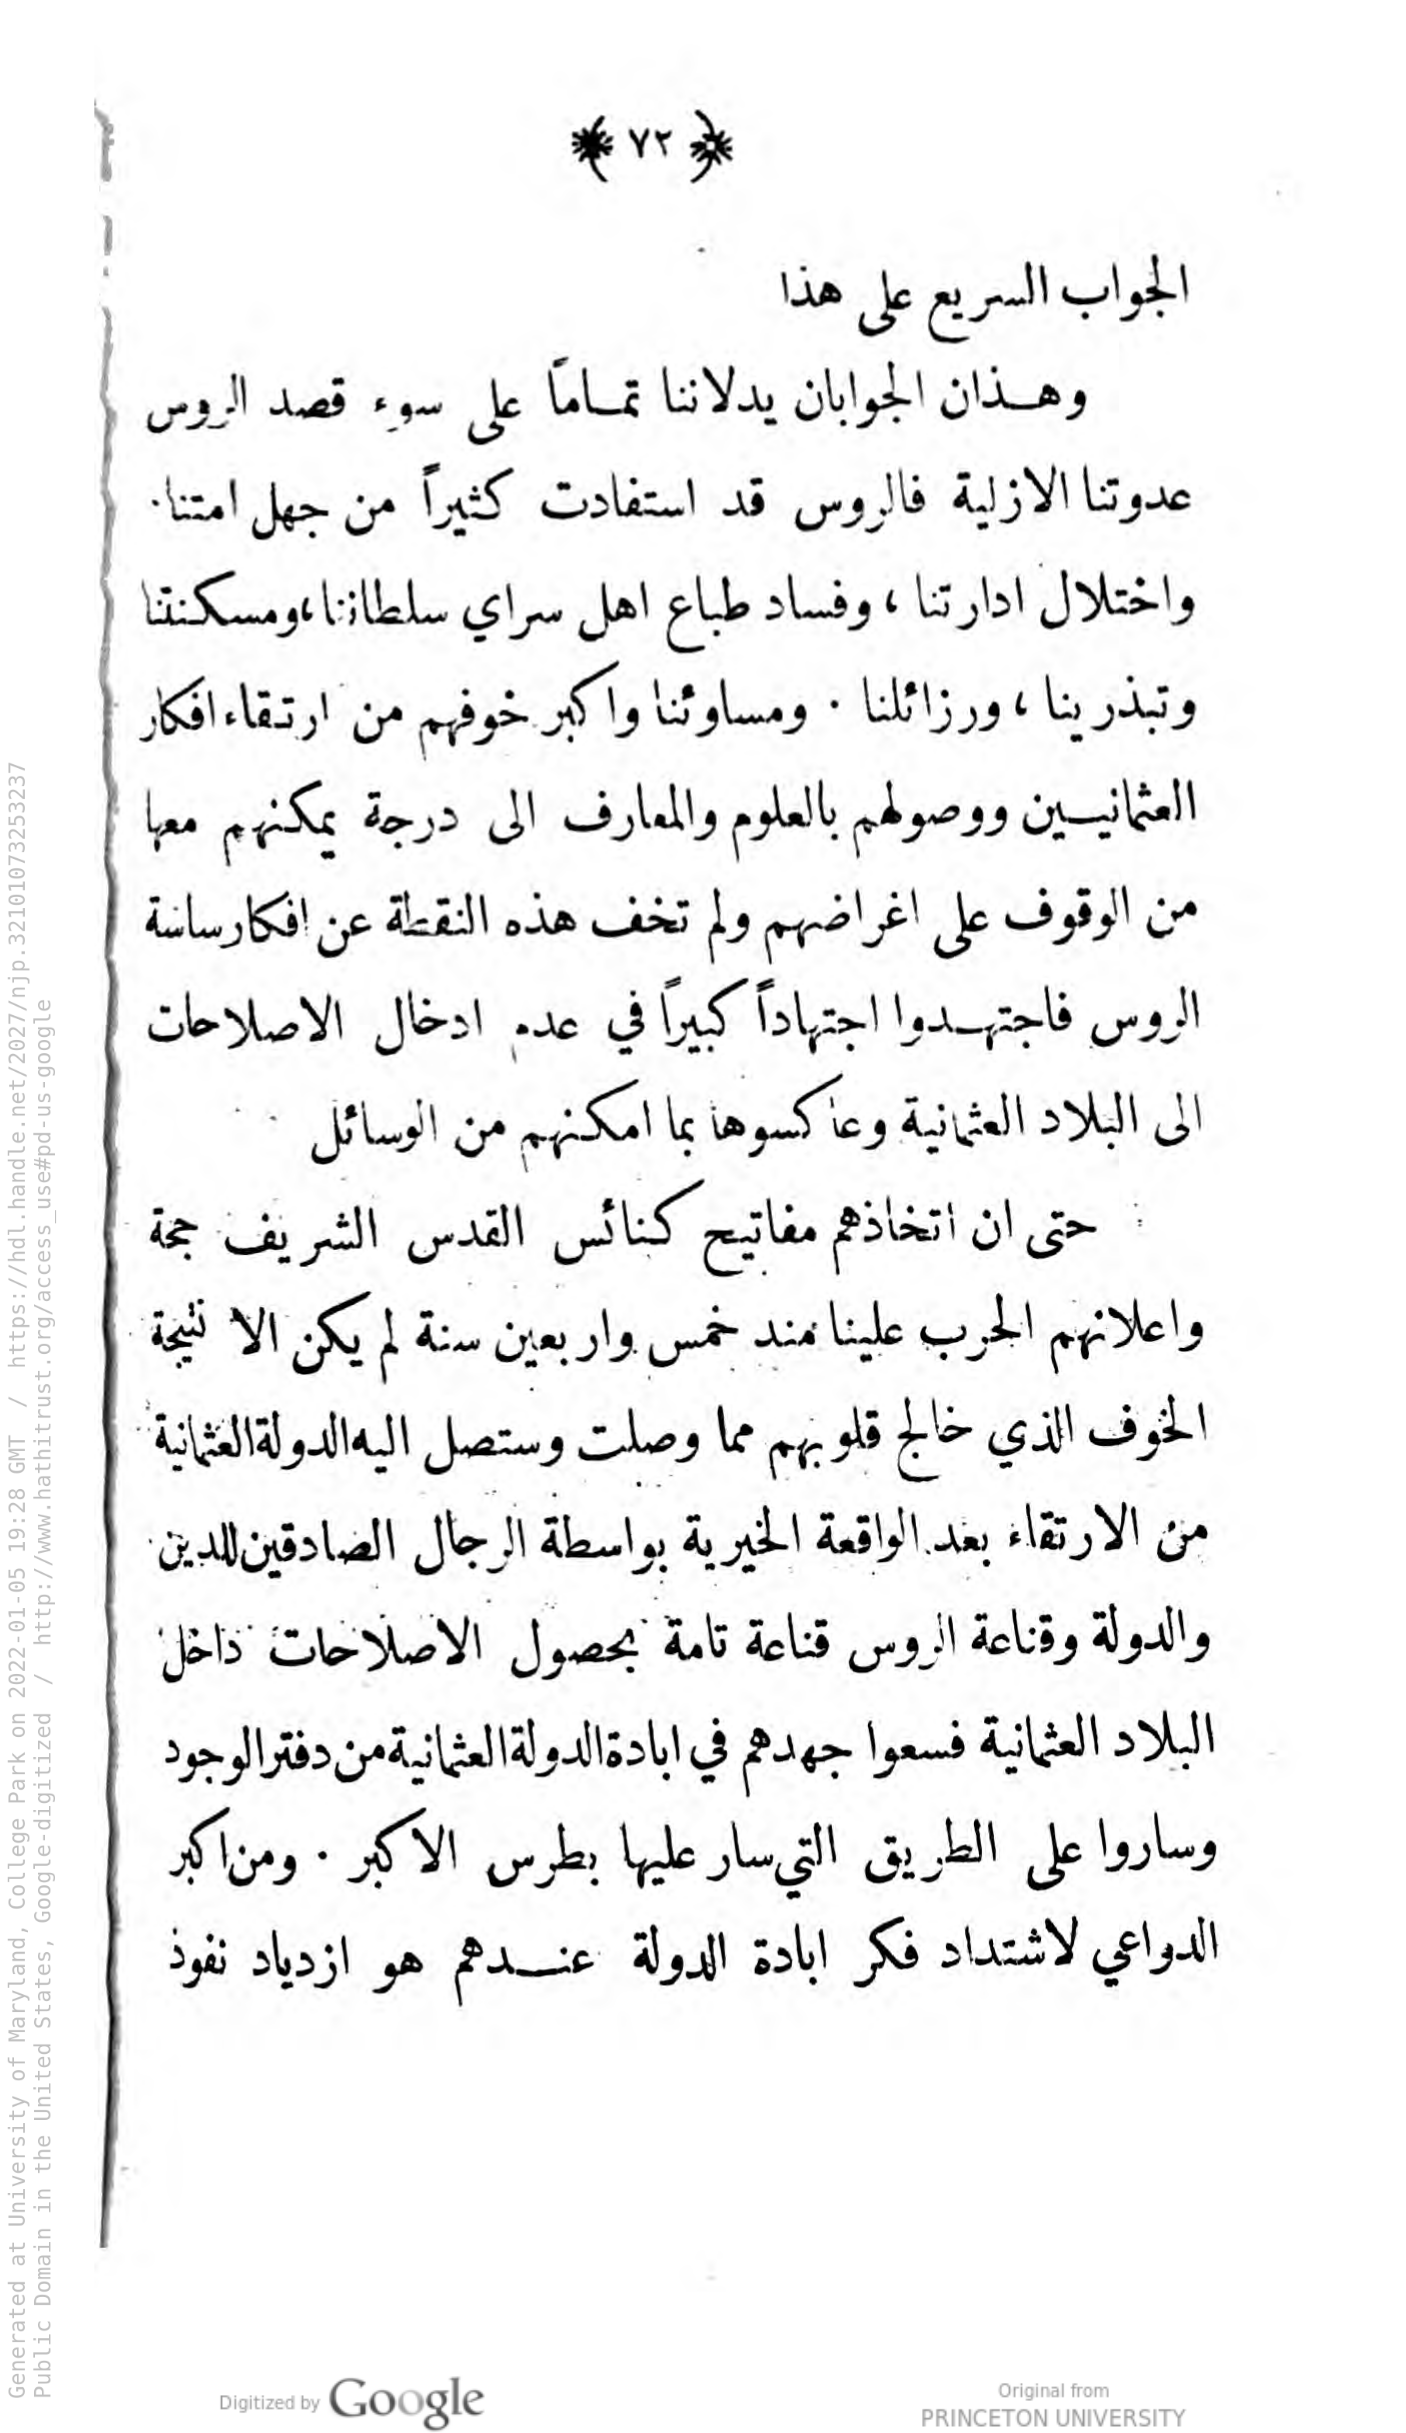 ﴿ ٧٢ ﴾
الجواب السريع على هذا
وهـذان الجوابان يدلاننا تمـاماً على سوء قصد الروس
عدوتنا الازلية فالروس قد استفادت كثيراً من جهل امتنا
واختلال ادارتنا ، وفساد طباع اهل سراي سلطاننا ، ومسكنتنا
وتبذرينا ، ورزائلنا ٠ ومساوئنا واكبر خوفهم من ارتقاء افكار
العثمانيـين ووصولهم بالعلوم والمعارف الى درجة يمكنهم معها
من الوقوف على اغراضهم ولم تخف هذه النقطة عن افكار ساسة
الروس فاجتهـدوا اجتهاداً كبيراً في عدم ادخال الاصلاحات
الى البلاد العثمانية وعاكسوها بما امكنهم من الوسائل
حتى ان اتخاذهم مفاتيح كنائس القدس الشريف حجة
واعلانهم الحرب علينا منذ خمس واربعين سنة لم يكن الا نتيجة
الخوف الذي خالج قلوبهم مما وصلت وستصل اليه الدولة العثمانية
من الارتقاء بعد الواقعة الخيرية بواسطة الرجال الصادقين للدين
والدولة وقناعة الروس قناعة تامة بحصول الاصلاحات داخل
البلاد العثمانية فسعوا جهدهم في ابادة الدولة العثمانية من دفتر الوجود
وساروا على الطريق التي سار عليها بطرس الاكبر ٠ ومن اكبر
الدواعي لاشتداد فكر ابادة الدولة عنـدهم هو ازدياد نفوذ
Generated at University of Maryland, College Park on 2022-01-05 19:28 GMT / https://hdl.handle.net/2027/njp.32101073253237
Public Domain in the United States, Google-digitized / http://www.hathitrust.org/access_use#pd-us-google
Digitized by Google
Original from
PRINCETON UNIVERSITY